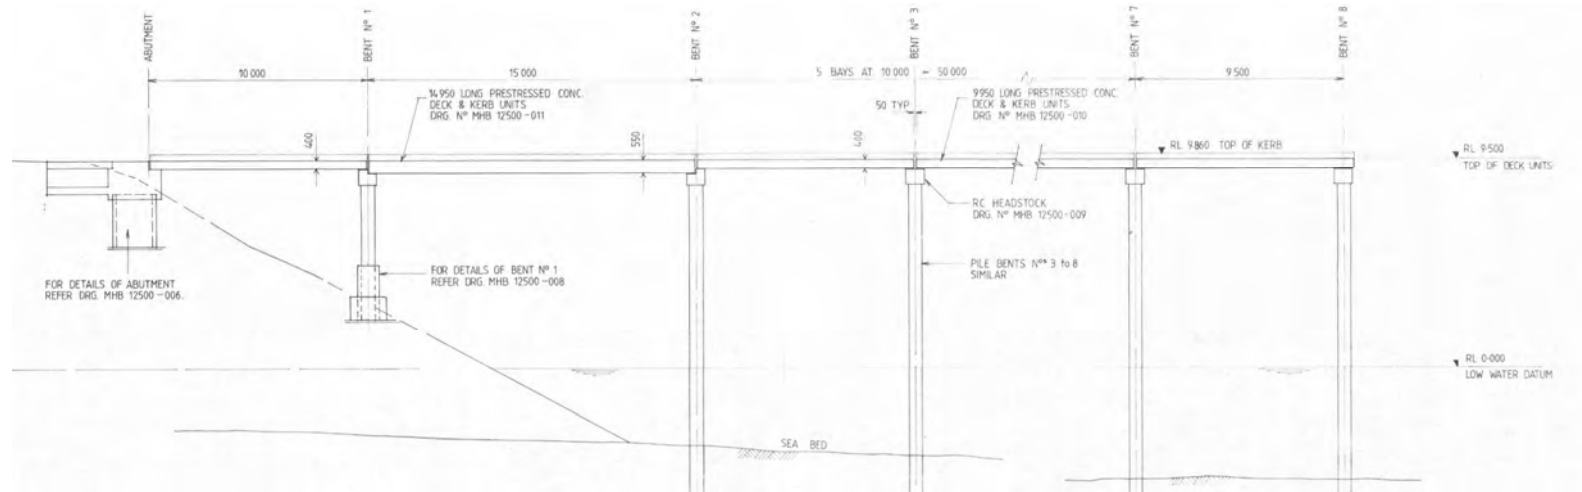 ABUTMENT
BENT Nº 1
BENT Nº 2
BENT Nº 3
BENT Nº 7
BENT Nº 8
10 000
15 000
5 BAYS AT 10 000 = 50 000
9 500
14 950 LONG PRESTRESSED CONC.
DECK & KERB UNITS
DRG. Nº MHB 12500-011
50 TYP
9950 LONG PRESTRESSED CONC.
DECK & KERB UNITS
DRG. Nº MHB 12500-010
400
550
400
RL 9·860 TOP OF KERB
RL 9·500
TOP OF DECK UNITS
RC HEADSTOCK
DRG. Nº MHB 12500-009
FOR DETAILS OF ABUTMENT
REFER DRG. MHB 12500-006.
FOR DETAILS OF BENT Nº 1
REFER DRG. MHB 12500-008
PILE BENTS Nºs 3 to 8
SIMILAR
RL 0·000
LOW WATER DATUM
SEA BED